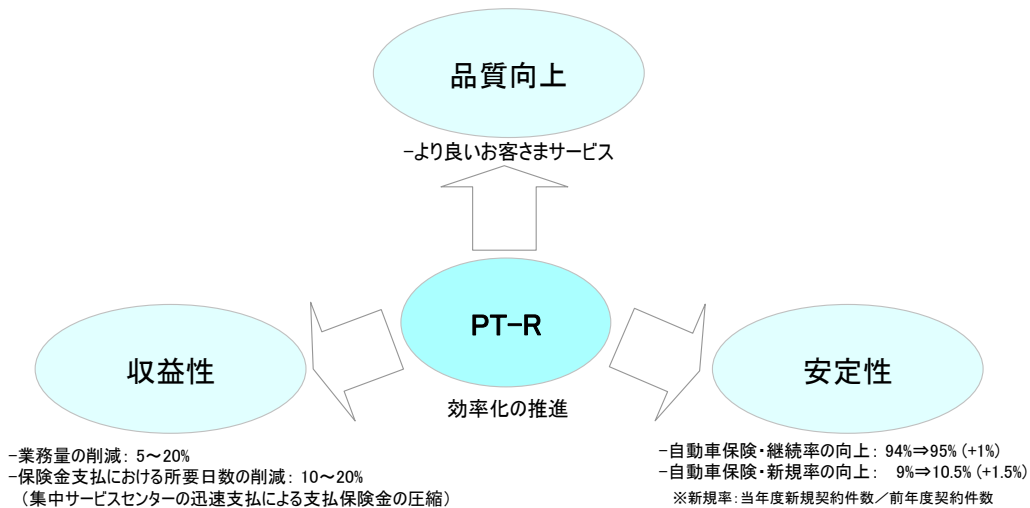 品質向上
-より良いお客さまサービス
PT-R
効率化の推進
収益性
-業務量の削減: 5~20%
-保険金支払における所要日数の削減: 10~20%
(集中サービスセンターの迅速支払による支払保険金の圧縮)
安定性
-自動車保険・継続率の向上: 94%⇒95% (+1%)
-自動車保険・新規率の向上: 9%⇒10.5% (+1.5%)
※新規率:当年度新規契約件数/前年度契約件数